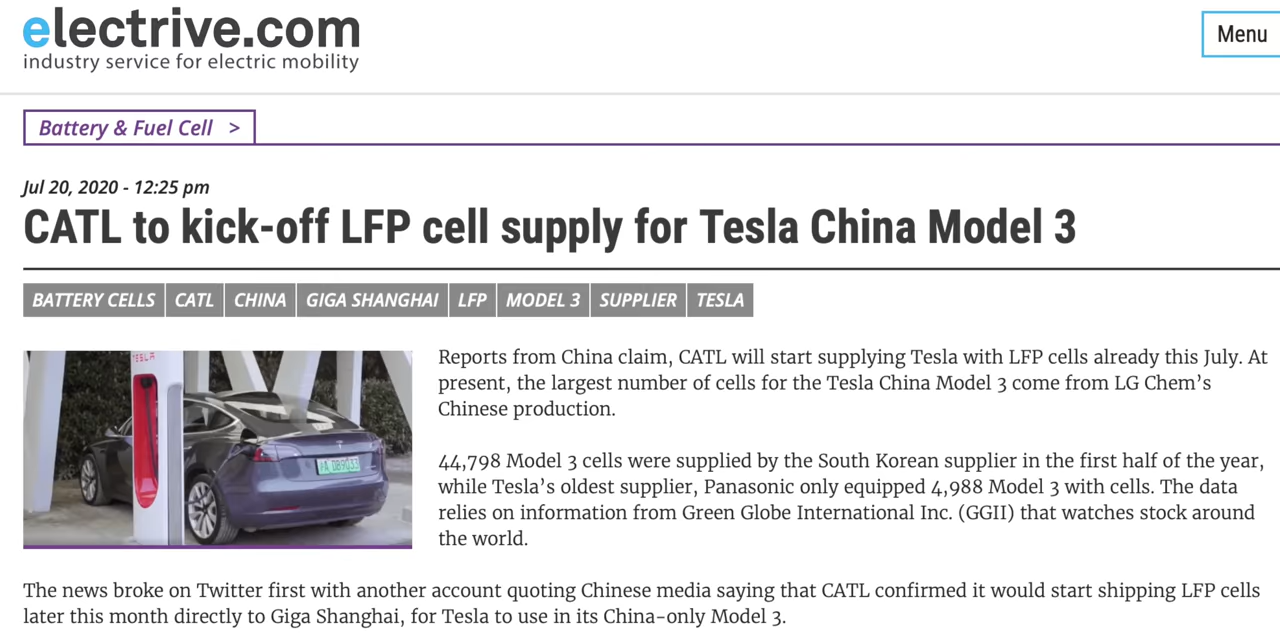 electrive.com
industry service for electric mobility
Menu
Battery & Fuel Cell >
Jul 20, 2020 - 12:25 pm
CATL to kick-off LFP cell supply for Tesla China Model 3
BATTERY CELLS CATL CHINA GIGA SHANGHAI LFP MODEL 3 SUPPLIER TESLA
TESLA
Reports from China claim, CATL will start supplying Tesla with LFP cells already this July. At
present, the largest number of cells for the Tesla China Model 3 come from LG Chem’s
Chinese production.
44,798 Model 3 cells were supplied by the South Korean supplier in the first half of the year,
while Tesla’s oldest supplier, Panasonic only equipped 4,988 Model 3 with cells. The data
relies on information from Green Globe International Inc. (GGII) that watches stock around
the world.
The news broke on Twitter first with another account quoting Chinese media saying that CATL confirmed it would start shipping LFP cells
later this month directly to Giga Shanghai, for Tesla to use in its China-only Model 3.